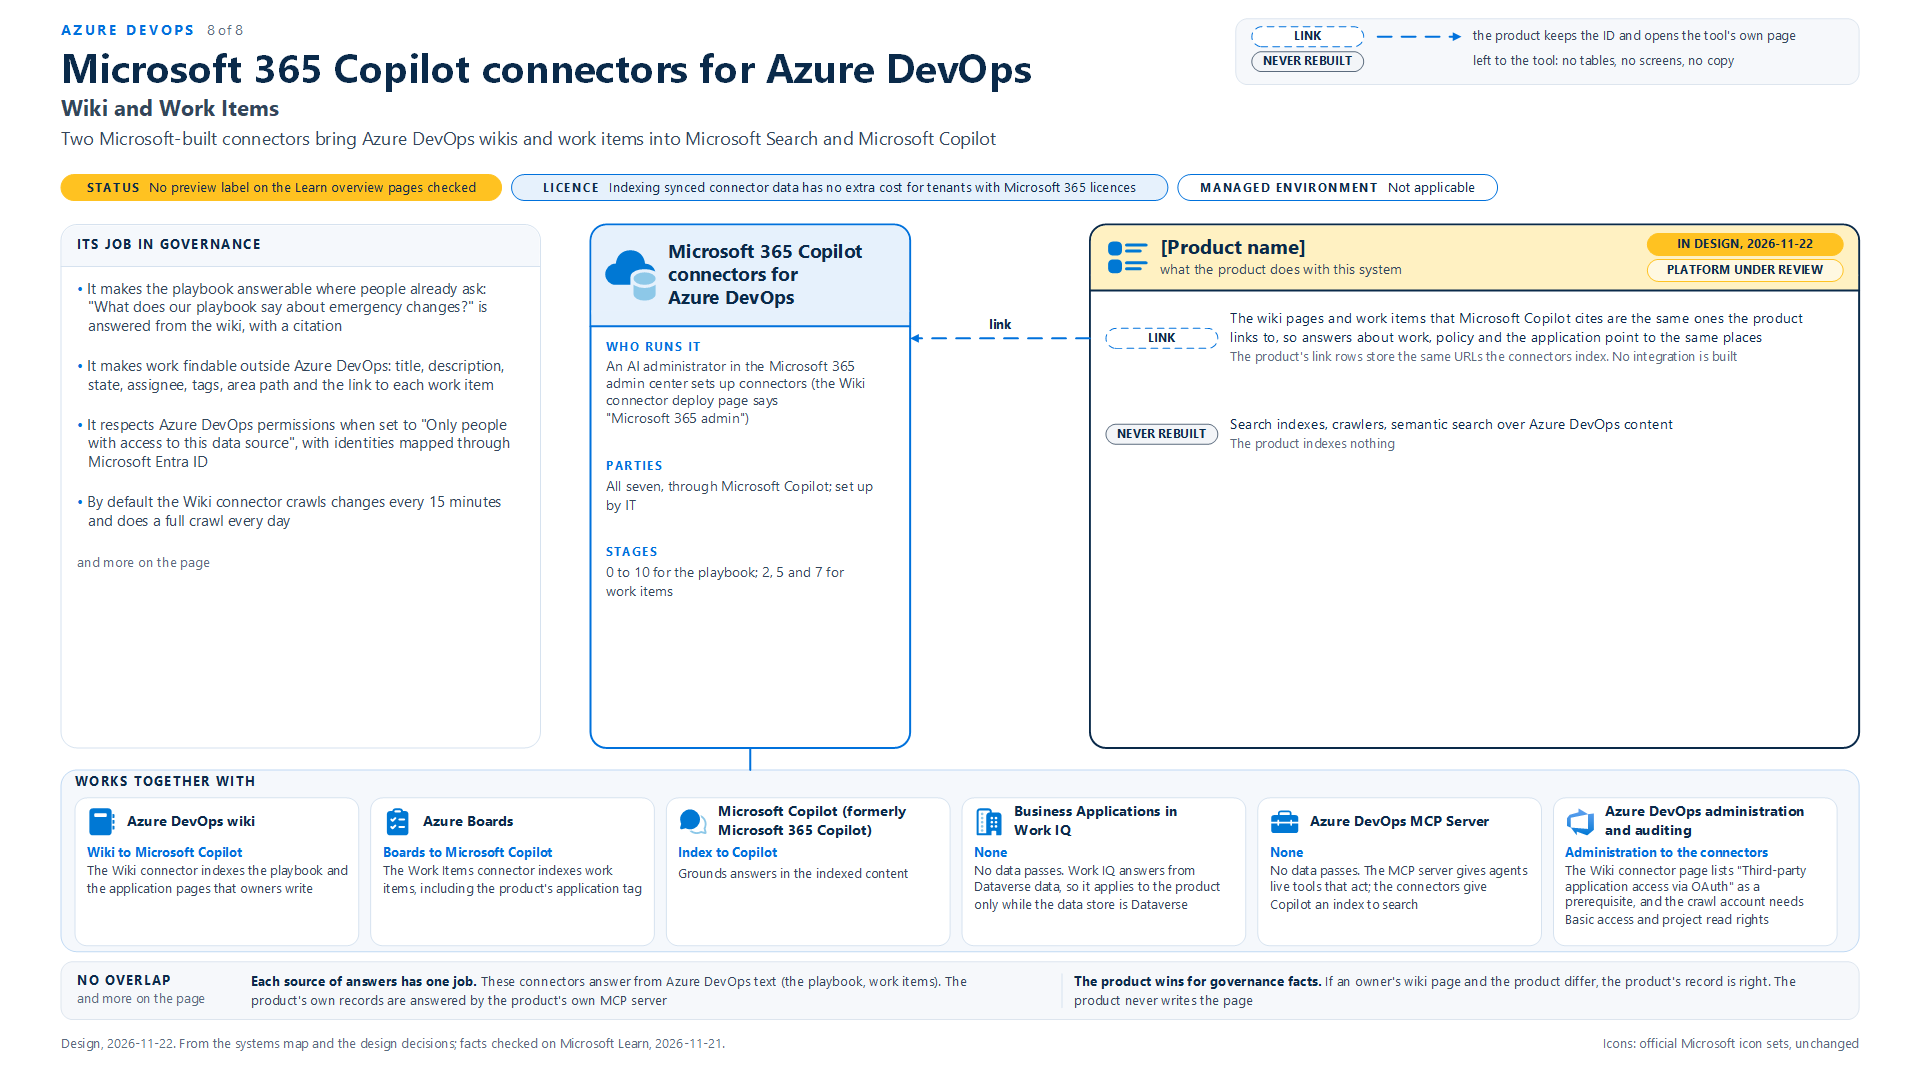 AZURE DEVOPS 8 of 8
Microsoft 365 Copilot connectors for Azure DevOps
Wiki and Work Items
Two Microsoft-built connectors bring Azure DevOps wikis and work items into Microsoft Search and Microsoft Copilot
LINK the product keeps the ID and opens the tool's own page
NEVER REBUILT left to the tool: no tables, no screens, no copy
STATUS No preview label on the Learn overview pages checked
LICENCE Indexing synced connector data has no extra cost for tenants with Microsoft 365 licences
MANAGED ENVIRONMENT Not applicable
ITS JOB IN GOVERNANCE
• It makes the playbook answerable where people already ask:
"What does our playbook say about emergency changes?" is
answered from the wiki, with a citation
• It makes work findable outside Azure DevOps: title, description,
state, assignee, tags, area path and the link to each work item
• It respects Azure DevOps permissions when set to "Only people
with access to this data source", with identities mapped through
Microsoft Entra ID
• By default the Wiki connector crawls changes every 15 minutes
and does a full crawl every day
and more on the page
Microsoft 365 Copilot
connectors for
Azure DevOps
WHO RUNS IT
An AI administrator in the Microsoft 365
admin center sets up connectors (the Wiki
connector deploy page says
"Microsoft 365 admin")
PARTIES
All seven, through Microsoft Copilot; set up
by IT
STAGES
0 to 10 for the playbook; 2, 5 and 7 for
work items
link
[Product name]
what the product does with this system
IN DESIGN, 2026-11-22
PLATFORM UNDER REVIEW
LINK
The wiki pages and work items that Microsoft Copilot cites are the same ones the product
links to, so answers about work, policy and the application point to the same places
The product's link rows store the same URLs the connectors index. No integration is built
NEVER REBUILT
Search indexes, crawlers, semantic search over Azure DevOps content
The product indexes nothing
WORKS TOGETHER WITH
Azure DevOps wiki
Wiki to Microsoft Copilot
The Wiki connector indexes the playbook and
the application pages that owners write
Azure Boards
Boards to Microsoft Copilot
The Work Items connector indexes work
items, including the product's application tag
Microsoft Copilot (formerly
Microsoft 365 Copilot)
Index to Copilot
Grounds answers in the indexed content
Business Applications in
Work IQ
None
No data passes. Work IQ answers from
Dataverse data, so it applies to the product
only while the data store is Dataverse
Azure DevOps MCP Server
None
No data passes. The MCP server gives agents
live tools that act; the connectors give
Copilot an index to search
Azure DevOps administration
and auditing
Administration to the connectors
The Wiki connector page lists "Third-party
application access via OAuth" as a
prerequisite, and the crawl account needs
Basic access and project read rights
NO OVERLAP
and more on the page
Each source of answers has one job. These connectors answer from Azure DevOps text (the playbook, work items). The
product's own records are answered by the product's own MCP server
The product wins for governance facts. If an owner's wiki page and the product differ, the product's record is right. The
product never writes the page
Design, 2026-11-22. From the systems map and the design decisions; facts checked on Microsoft Learn, 2026-11-21.
Icons: official Microsoft icon sets, unchanged